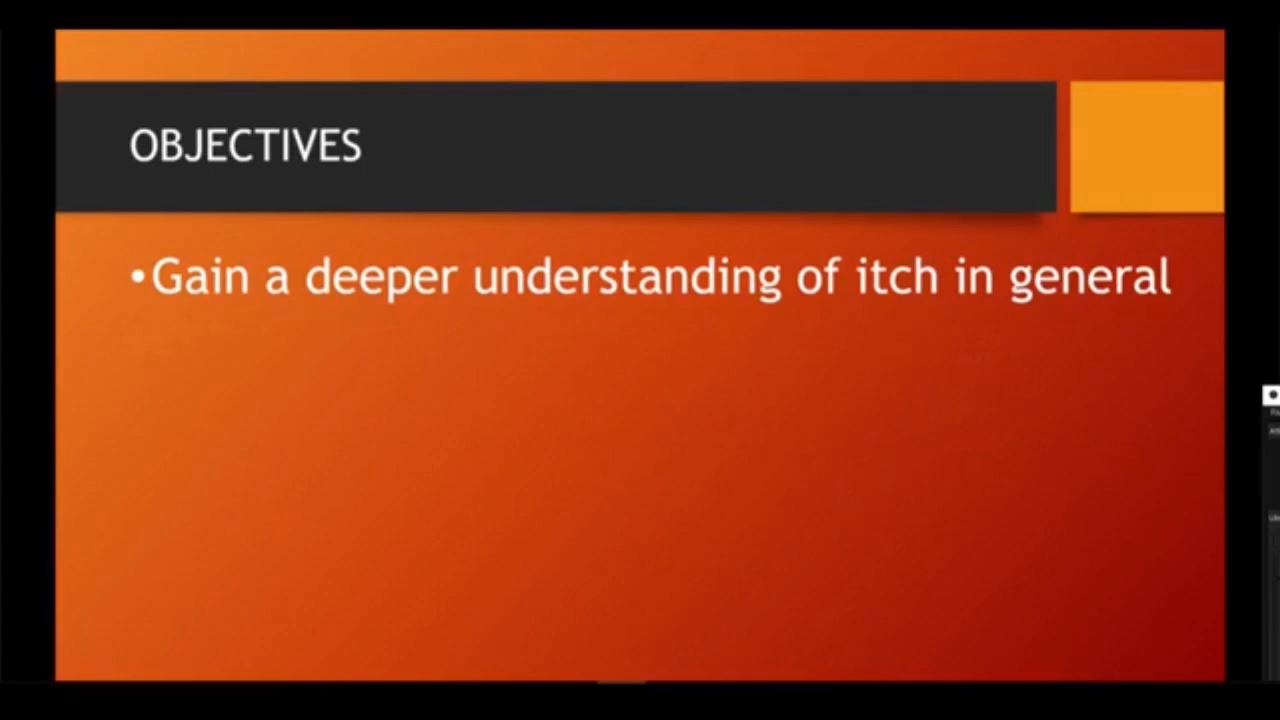 OBJECTIVES
•Gain a deeper understanding of itch in general